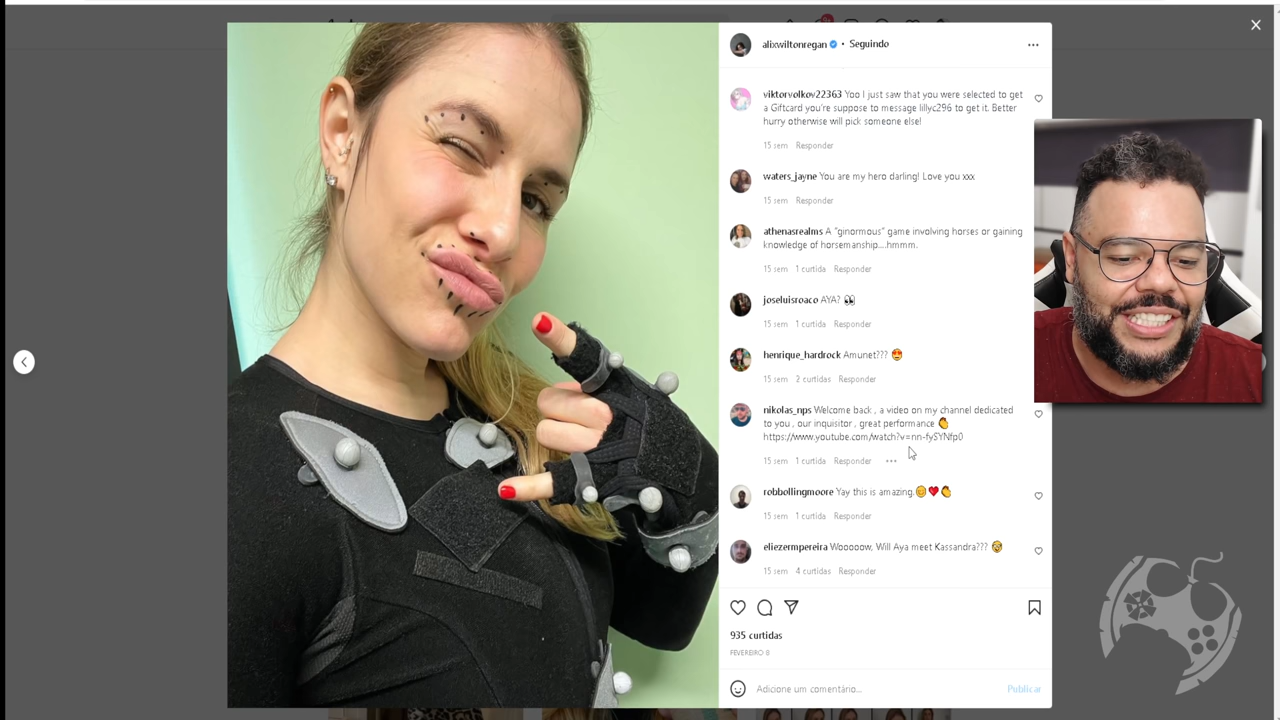 alixwiltonregan • Seguindo
viktorvolkov22363 Yoo I just saw that you were selected to get
a Giftcard you're suppose to message lillyc296 to get it. Better
hurry otherwise will pick someone else!
15 sem Responder
waters_jayne You are my hero darling! Love you xxx
15 sem Responder
athenasrealms A "ginormous" game involving horses or gaining
knowledge of horsemanship....hmmm.
15 sem 1 curtida Responder
joseluisroaco AYA? 👀
15 sem 1 curtida Responder
henrique_hardrock Amunet??? 😍
15 sem 2 curtidas Responder
nikolas_nps Welcome back , a video on my channel dedicated
to you , our inquisitor , great performance 👏
https://www.youtube.com/watch?v=nn-fySYNfp0
15 sem 1 curtida Responder
robbollingmoore Yay this is amazing.😊❤️👏
15 sem 1 curtida Responder
eliezermpereira Wooooow, Will Aya meet Kassandra???
15 sem 4 curtidas Responder
935 curtidas
FEVEREIRO 8
Adicione um comentário... Publicar